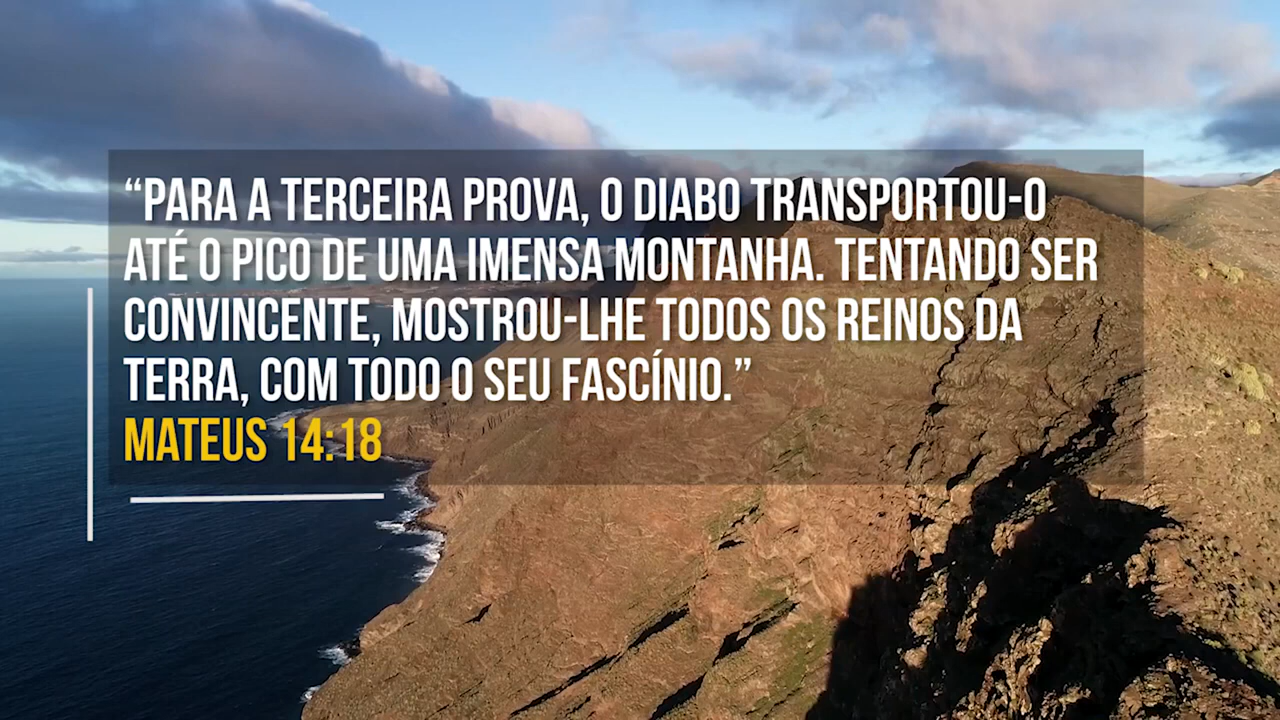 “PARA A TERCEIRA PROVA, O DIABO TRANSPORTOU-O
ATÉ O PICO DE UMA IMENSA MONTANHA. TENTANDO SER
CONVINCENTE, MOSTROU-LHE TODOS OS REINOS DA
TERRA, COM TODO O SEU FASCÍNIO.”
MATEUS 14:18